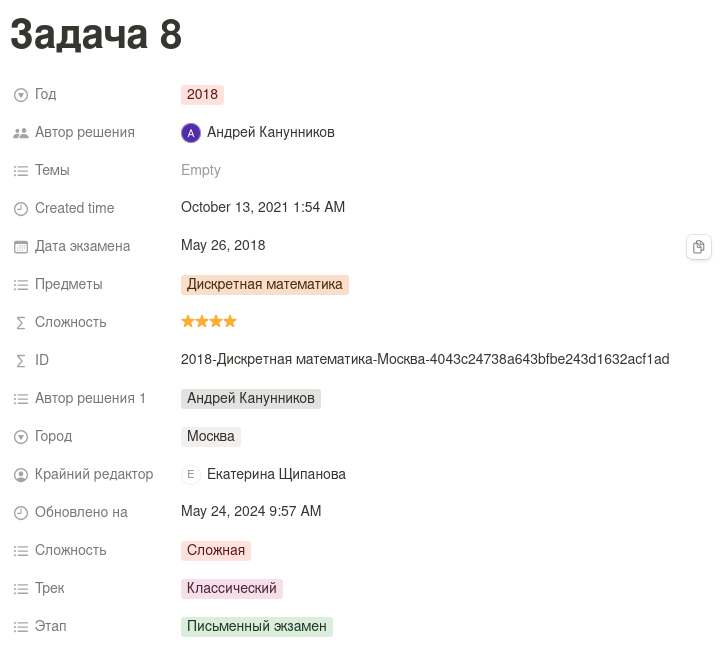 Задача 8
Год 2018
Автор решения А Андрей Канунников
Темы Empty
Created time October 13, 2021 1:54 AM
Дата экзамена May 26, 2018
Предметы Дискретная математика
Сложность ★★★★
ID 2018-Дискретная математика-Москва-4043c24738a643bfbe243d1632acf1ad
Автор решения 1 Андрей Канунников
Город Москва
Крайний редактор Е Екатерина Щипанова
Обновлено на May 24, 2024 9:57 AM
Сложность Сложная
Трек Классический
Этап Письменный экзамен